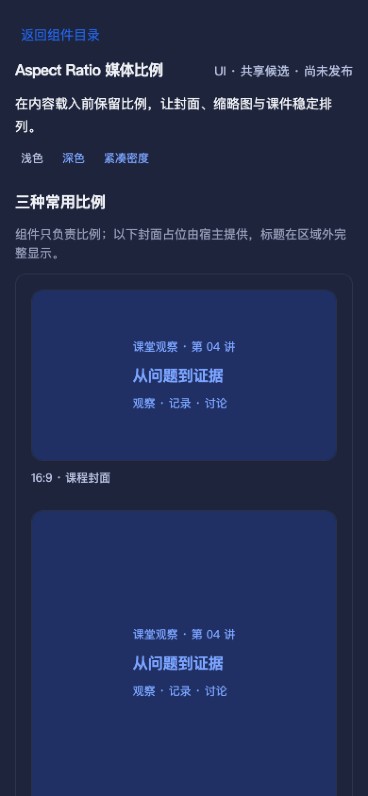 返回组件目录
Aspect Ratio 媒体比例
UI · 共享候选 · 尚未发布
在内容载入前保留比例，让封面、缩略图与课件稳定排
列。
浅色 深色 紧凑密度
三种常用比例
组件只负责比例；以下封面占位由宿主提供，标题在区域外完
整显示。
课堂观察 · 第 04 讲
从问题到证据
观察 · 记录 · 讨论
16:9 · 课程封面
课堂观察 · 第 04 讲
从问题到证据
观察 · 记录 · 讨论